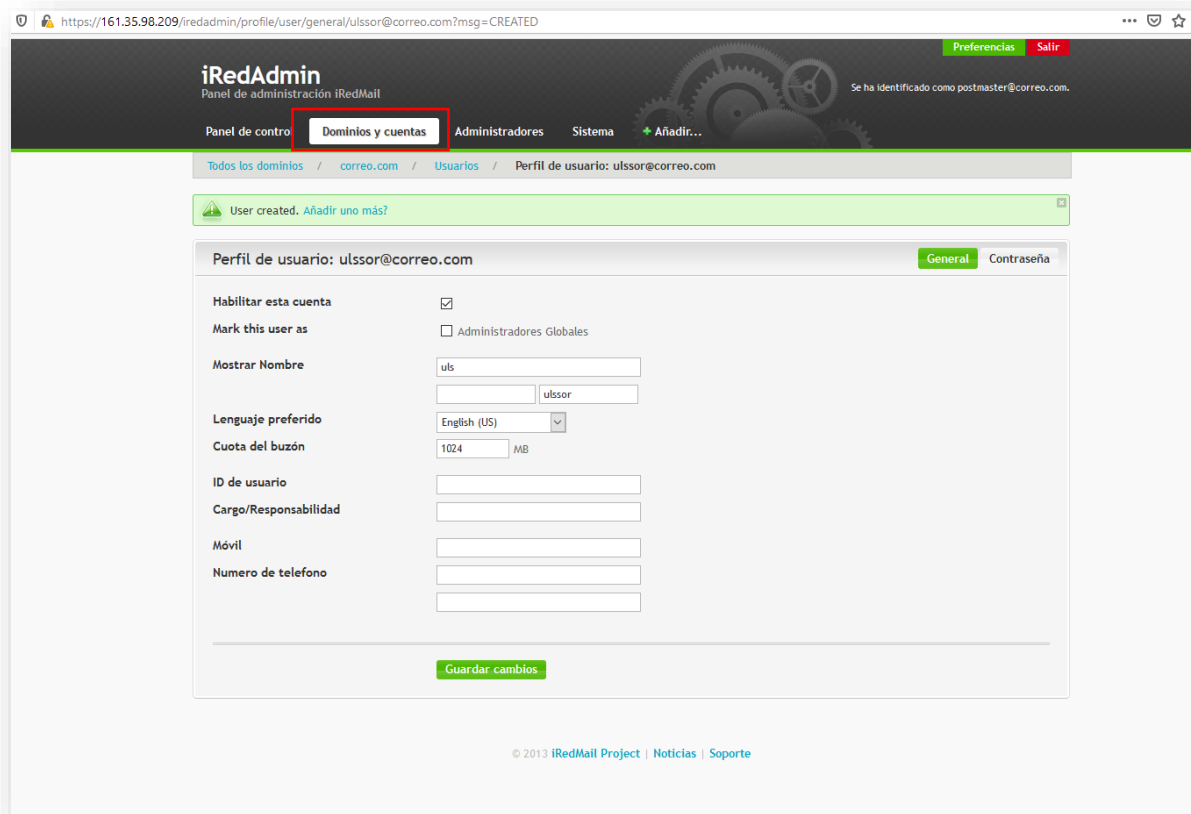 https://161.35.98.209/iredadmin/profile/user/general/ulssor@correo.com?msg=CREATED
Preferencias Salir
iRedAdmin
Panel de administración iRedMail
Se ha identificado como postmaster@correo.com.
Panel de control Dominios y cuentas Administradores Sistema + Añadir...
Todos los dominios / correo.com / Usuarios / Perfil de usuario: ulssor@correo.com
User created. Añadir uno más?
Perfil de usuario: ulssor@correo.com General Contraseña
Habilitar esta cuenta
Mark this user as Administradores Globales
Mostrar Nombre uls
ulssor
Lenguaje preferido English (US)
Cuota del buzón 1024 MB
ID de usuario
Cargo/Responsabilidad
Móvil
Numero de telefono
Guardar cambios
© 2013 iRedMail Project | Noticias | Soporte